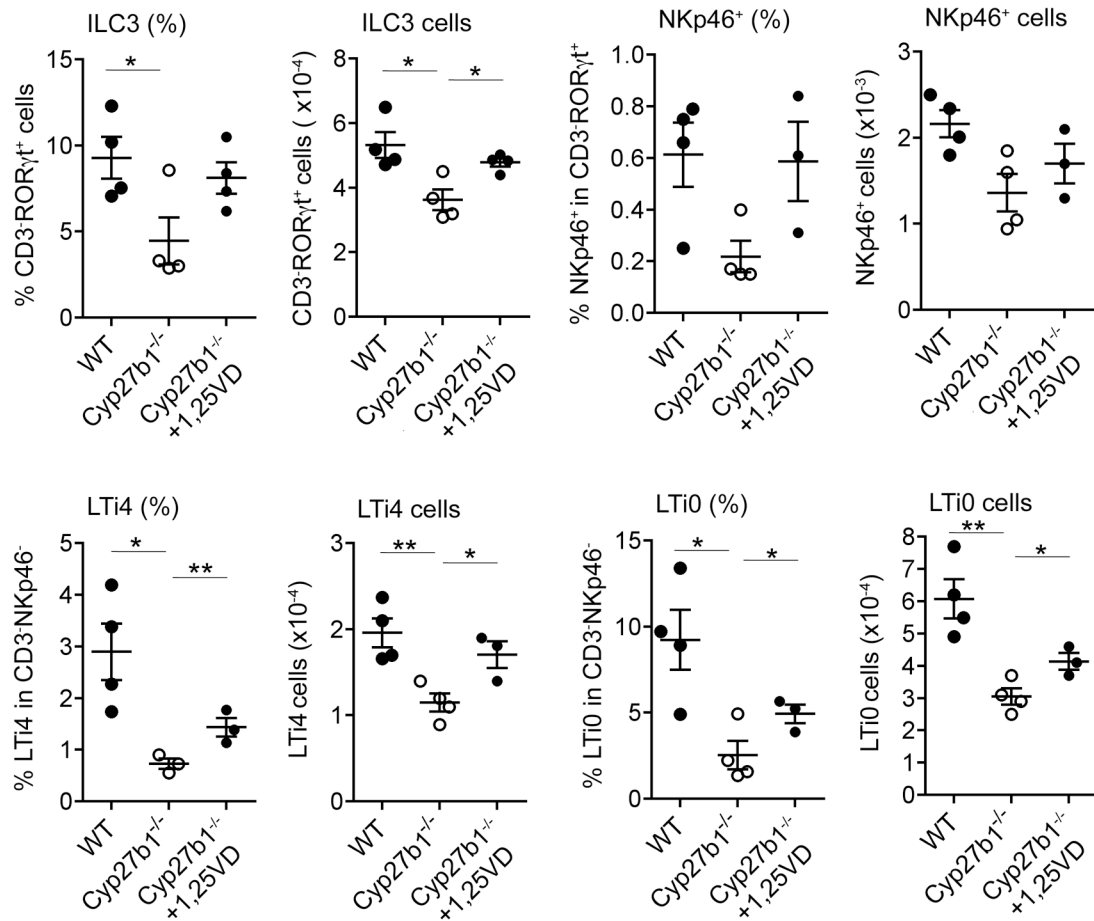 ILC3 (%)
% CD3⁻RORγt⁺ cells
15
10
5
0
*
WT
Cyp27b1⁻/⁻
Cyp27b1⁻/⁻
+1,25VD
ILC3 cells
CD3⁻RORγt⁺ cells ( x10⁻⁴)
8
6
4
2
0
* *
WT
Cyp27b1⁻/⁻
Cyp27b1⁻/⁻
+1,25VD
NKp46⁺ (%)
% NKp46⁺ in CD3⁻RORγt⁺
1.0
0.8
0.6
0.4
0.2
0.0
WT
Cyp27b1⁻/⁻
Cyp27b1⁻/⁻
+1,25VD
NKp46⁺ cells
NKp46⁺ cells (x10⁻³)
3
2
1
0
WT
Cyp27b1⁻/⁻
Cyp27b1⁻/⁻
+1,25VD
LTi4 (%)
% LTi4 in CD3⁻NKp46⁻
5
4
3
2
1
0
*
**
WT
Cyp27b1⁻/⁻
Cyp27b1⁻/⁻
+1,25VD
LTi4 cells
LTi4 cells (x10⁻⁴)
3
2
1
0
**
*
WT
Cyp27b1⁻/⁻
Cyp27b1⁻/⁻
+1,25VD
LTi0 (%)
% LTi0 in CD3⁻NKp46⁻
15
10
5
0
*
*
WT
Cyp27b1⁻/⁻
Cyp27b1⁻/⁻
+1,25VD
LTi0 cells
LTi0 cells (x10⁻⁴)
8
7
6
5
4
3
2
1
0
**
*
WT
Cyp27b1⁻/⁻
Cyp27b1⁻/⁻
+1,25VD